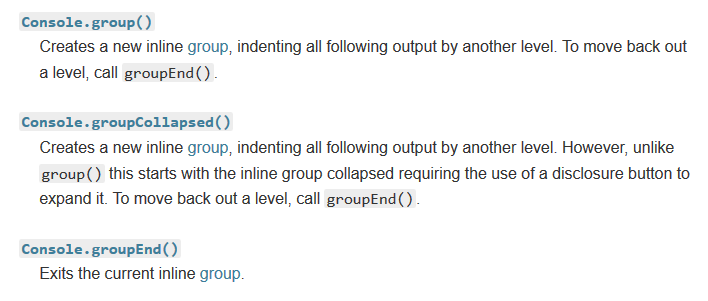 Console.group()
Creates a new inline group, indenting all following output by another level. To move back out
a level, call groupEnd().
Console.groupCollapsed()
Creates a new inline group, indenting all following output by another level. However, unlike
group() this starts with the inline group collapsed requiring the use of a disclosure button to
expand it. To move back out a level, call groupEnd().
Console.groupEnd()
Exits the current inline group.